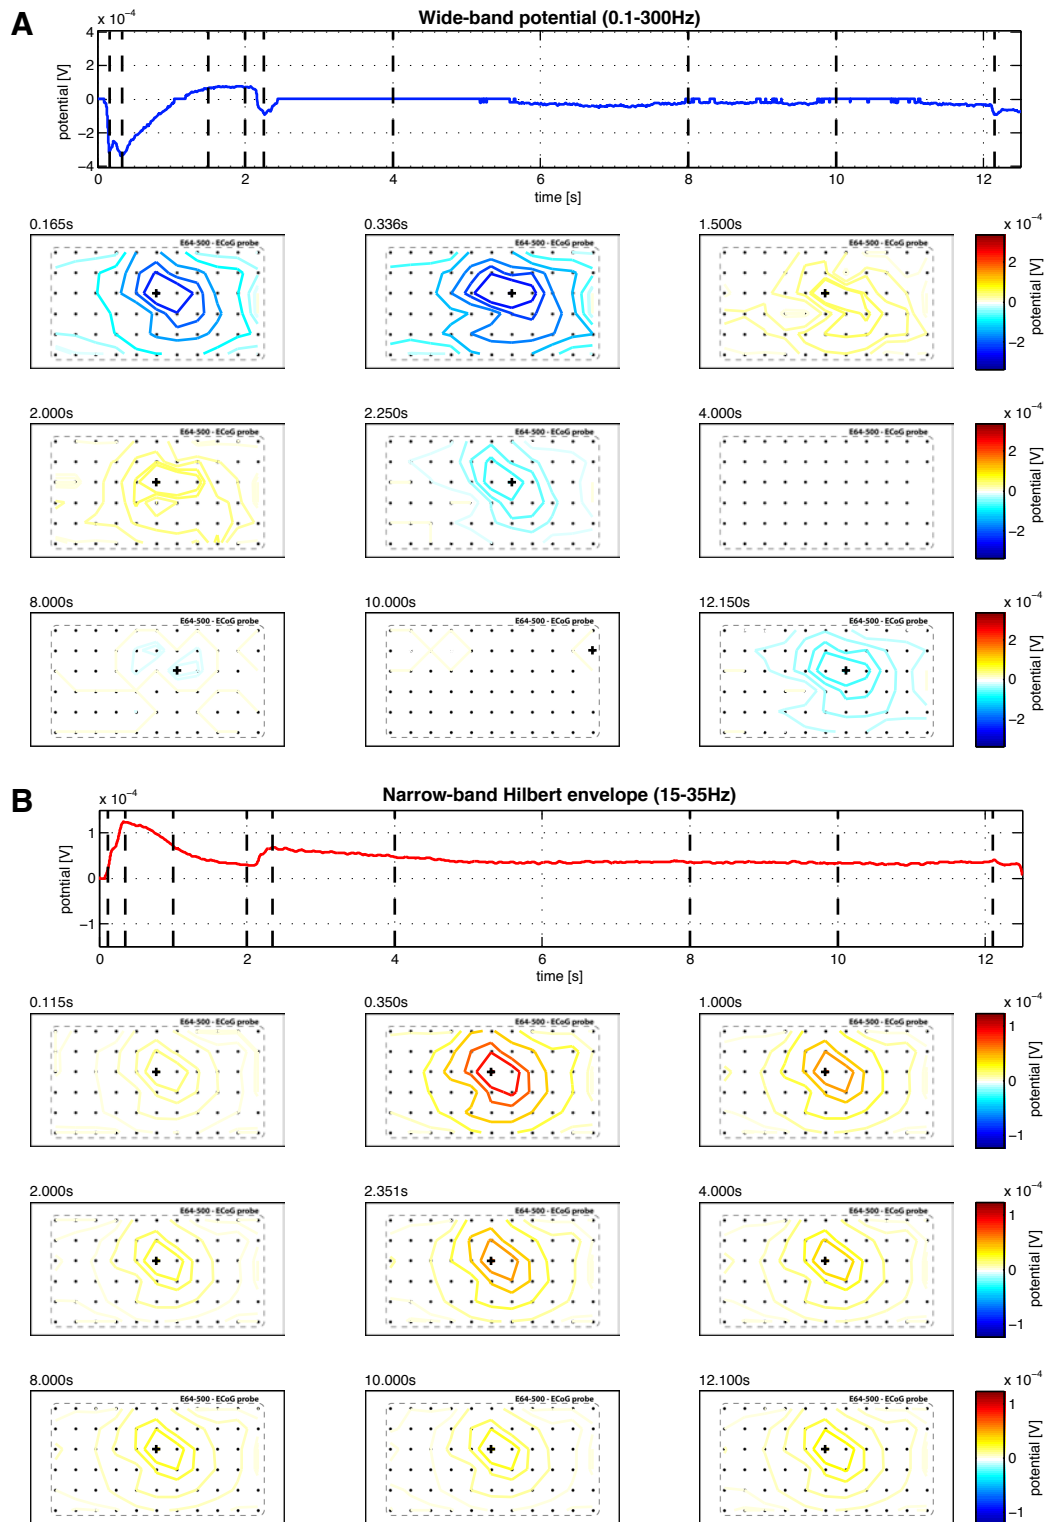 A
Wide-band potential (0.1-300Hz)
x 10⁻⁴
4
2
0
−2
−4
potential [V]
0 2 4 6 8 10 12
time [s]
0.165s 0.336s 1.500s
E64-500 - ECoG probe E64-500 - ECoG probe E64-500 - ECoG probe
x 10⁻⁴
2
0
−2
potential [V]
2.000s 2.250s 4.000s
E64-500 - ECoG probe E64-500 - ECoG probe E64-500 - ECoG probe
x 10⁻⁴
2
0
−2
potential [V]
8.000s 10.000s 12.150s
E64-500 - ECoG probe E64-500 - ECoG probe E64-500 - ECoG probe
x 10⁻⁴
2
0
−2
potential [V]
B
Narrow-band Hilbert envelope (15-35Hz)
x 10⁻⁴
1
0
−1
potntial [V]
0 2 4 6 8 10 12
time [s]
0.115s 0.350s 1.000s
E64-500 - ECoG probe E64-500 - ECoG probe E64-500 - ECoG probe
x 10⁻⁴
1
0
−1
potential [V]
2.000s 2.351s 4.000s
E64-500 - ECoG probe E64-500 - ECoG probe E64-500 - ECoG probe
x 10⁻⁴
1
0
−1
potential [V]
8.000s 10.000s 12.100s
E64-500 - ECoG probe E64-500 - ECoG probe E64-500 - ECoG probe
x 10⁻⁴
1
0
−1
potential [V]